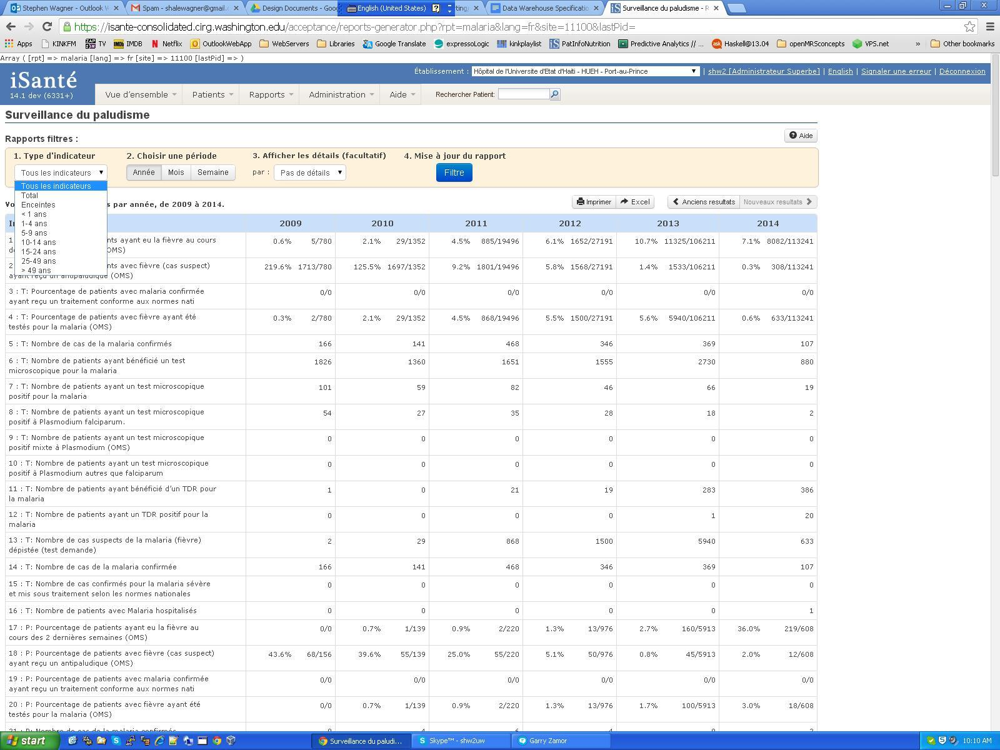 Stephen Wagner - Outlook V
Spam - shalewagner@gmail.
Design Documents - Goo
English (United States)
Data Warehouse Specificatio
Surveillance du paludisme - R
https://isante-consolidated.cirg.washington.edu/acceptance/reports-generator.php?rpt=malaria&lang=fr&site=11100&lastPid=
Apps KINKFM TV IMDB Netflix OutlookWebApp WebServers Libraries Google Translate expressoLogic kinkplaylist PatInfoNutrition Predictive Analytics // ... Haskell@13.04 openMRSconcepts VPS.net » Other bookmarks
Array ( [rpt] => malaria [lang] => fr [site] => 11100 [lastPid] => )
Établissement : Hôpital de l'Universite d'Etat d'Haiti - HUEH - Port-au-Prince | shw2 [Administrateur Superbe] | English | Signaler une erreur | Déconnexion
iSanté
14.1 dev (6331+)
Vue d'ensemble Patients Rapports Administration Aide Rechercher Patient:
Surveillance du paludisme
Rapports filtres :
Aide
1. Type d'indicateur 2. Choisir une période 3. Afficher les détails (facultatif) 4. Mise à jour du rapport
Tous les indicateurs Année Mois Semaine par : Pas de détails Filtre
Tous les indicateurs
Total
Enceintes
< 1 ans
1-4 ans
5-9 ans
10-14 ans
15-24 ans
25-49 ans
> 49 ans
s par année, de 2009 à 2014.
Imprimer Excel Anciens resultats Nouveaux resultats
2009 2010 2011 2012 2013 2014
1 nts ayant eu la fièvre au cours 0.6% 5/780 2.1% 29/1352 4.5% 885/19496 6.1% 1652/27191 10.7% 11325/106211 7.1% 8082/113241
OMS)
2 nts avec fièvre (cas suspect) 219.6% 1713/780 125.5% 1697/1352 9.2% 1801/19496 5.8% 1568/27191 1.4% 1533/106211 0.3% 308/113241
ayant reçu un antipaludique (OMS)
3 : T: Pourcentage de patients avec malaria confirmée 0/0 0/0 0/0 0/0 0/0 0/0
ayant reçu un traitement conforme aux normes nati
4 : T: Pourcentage de patients avec fièvre ayant été 0.3% 2/780 2.1% 29/1352 4.5% 868/19496 5.5% 1500/27191 5.6% 5940/106211 0.6% 633/113241
testés pour la malaria (OMS)
5 : T: Nombre de cas de la malaria confirmés 166 141 468 346 369 107
6 : T: Nombre de patients ayant bénéficié un test 1826 1360 1651 1555 2730 880
microscopique pour la malaria
7 : T: Nombre de patients ayant un test microscopique 101 59 82 46 66 19
positif pour la malaria
8 : T: Nombre de patients ayant un test microscopique 54 27 35 28 18 2
positif à Plasmodium falciparum.
9 : T: Nombre de patients ayant un test microscopique 0 0 0 0 0 0
positif mixte à Plasmodium (OMS)
10 : T: Nombre de patients ayant un test microscopique 0 0 0 0 0 0
positif à Plasmodium autres que falciparum
11 : T: Nombre de patients ayant bénéficié d'un TDR pour 1 0 21 19 283 386
la malaria
12 : T: Nombre de patients ayant un TDR positif pour la 0 0 0 0 1 20
malaria
13 : T: Nombre de cas suspects de la malaria (fièvre) 2 29 868 1500 5940 633
dépistée (test demande)
14 : T: Nombre de cas de la malaria confirmée 166 141 468 346 369 107
15 : T: Nombre de cas confirmés pour la malaria sévère 0 0 0 0 0 0
et mis sous traitement selon les normes nationales
16 : T: Nombre de patients avec Malaria hospitalisés 0 0 0 0 0 1
17 : P: Pourcentage de patients ayant eu la fièvre au 0/0 0.7% 1/139 0.9% 2/220 1.3% 13/976 2.7% 160/5913 36.0% 219/608
cours des 2 dernières semaines (OMS)
18 : P: Pourcentage de patients avec fièvre (cas suspect) 43.6% 68/156 39.6% 55/139 25.0% 55/220 5.1% 50/976 0.8% 45/5913 2.0% 12/608
ayant reçu un antipaludique (OMS)
19 : P: Pourcentage de patients avec malaria confirmée 0/0 0/0 0/0 0/0 0/0 0/0
ayant reçu un traitement conforme aux normes nati
20 : P: Pourcentage de patients avec fièvre ayant été 0/0 0.7% 1/139 0.9% 2/220 1.3% 13/976 1.7% 100/5913 3.0% 18/608
testés pour la malaria (OMS)
21 : P: Nombre de cas de la malaria confirmés
start Surveillance du paludi... Skype™ - shw2uw Garry Zamor 10:10 AM